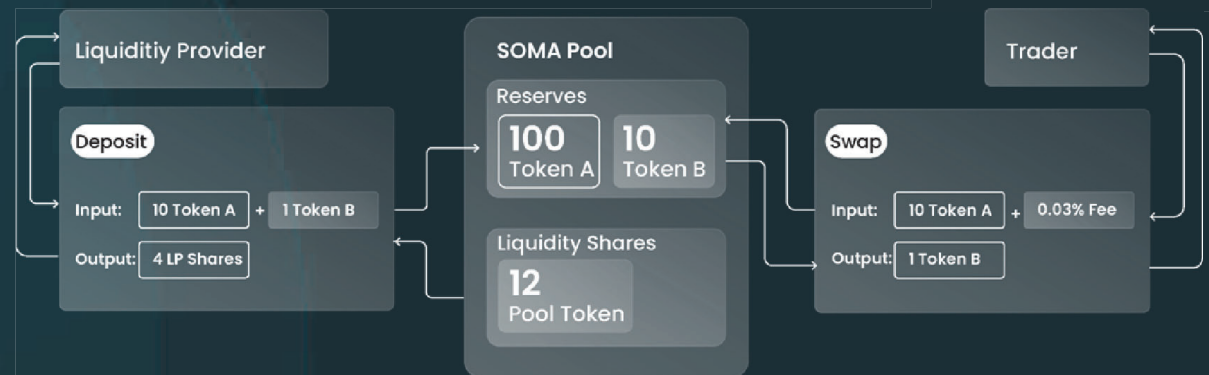 Liquiditiy Provider
Deposit
Input: 10 Token A + 1 Token B
Output: 4 LP Shares
SOMA Pool
Reserves
100
Token A
10
Token B
Liquidity Shares
12
Pool Token
Trader
Swap
Input: 10 Token A + 0.03% Fee
Output: 1 Token B